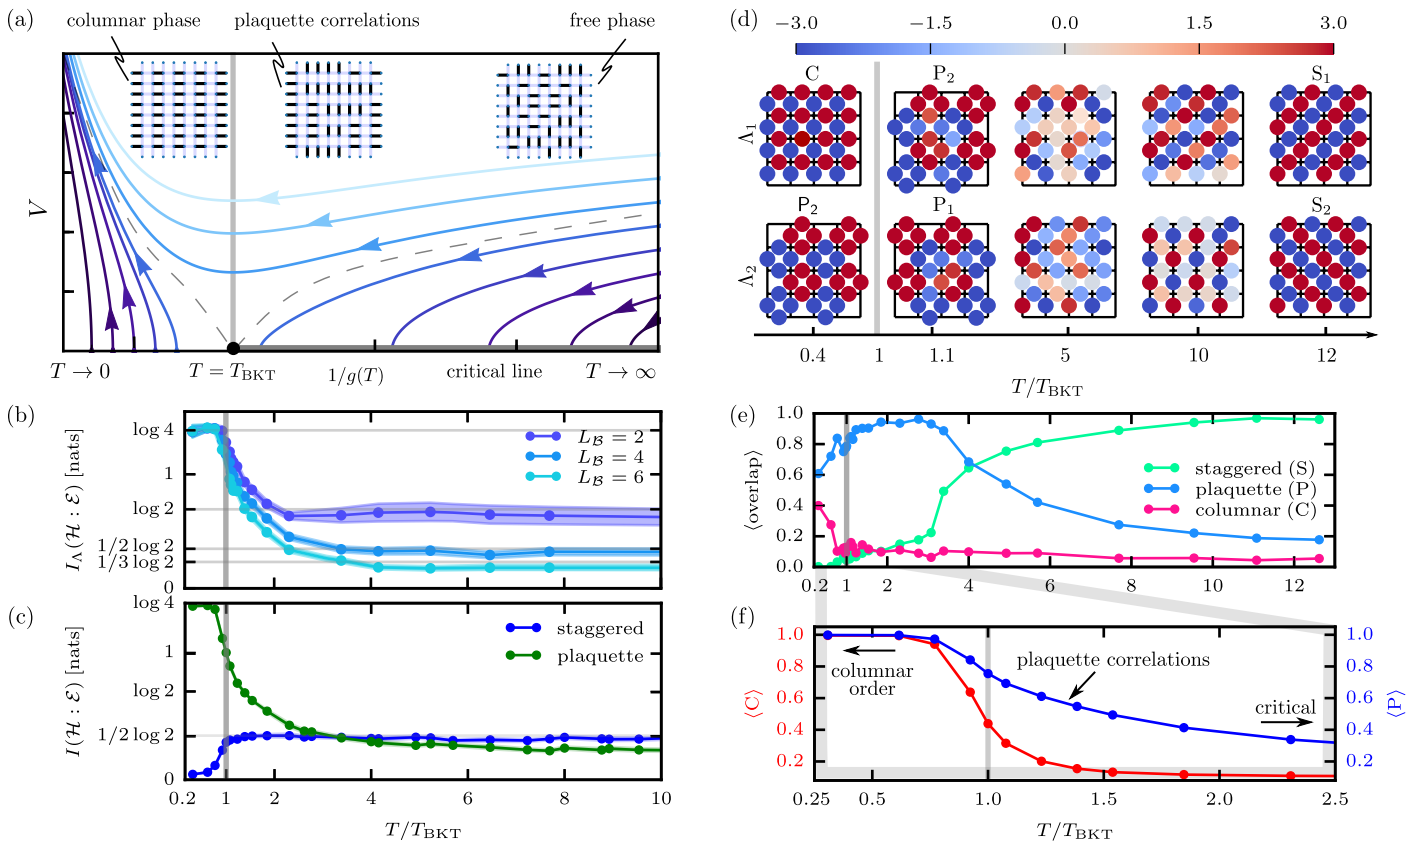 (a)
columnar phase
plaquette correlations
free phase
V
T → 0
T = T_BKT
1/g(T)
critical line
T → ∞
(b)
I_Λ(ℋ : ℰ) [nats]
log 4
1
log 2
1/2 log 2
1/3 log 2
0
L_ℬ = 2
L_ℬ = 4
L_ℬ = 6
(c)
I(ℋ : ℰ) [nats]
log 4
1
log 2
1/2 log 2
0
staggered
plaquette
0.2 1 2 4 6 8 10
T/T_BKT
(d)
−3.0 −1.5 0.0 1.5 3.0
C P₂ S₁
Λ₁
P₂ P₁ S₂
Λ₂
0.4 1 1.1 5 10 12
T/T_BKT
(e)
⟨overlap⟩
1.0
0.8
0.6
0.4
0.2
0.0
staggered (S)
plaquette (P)
columnar (C)
0.2 1 2 4 6 8 10 12
(f)
⟨C⟩
1.0
0.8
0.6
0.4
0.2
columnar
order
plaquette correlations
critical
1.0
0.8
0.6
0.4
0.2
⟨P⟩
0.25 0.5 1.0 1.5 2.0 2.5
T/T_BKT